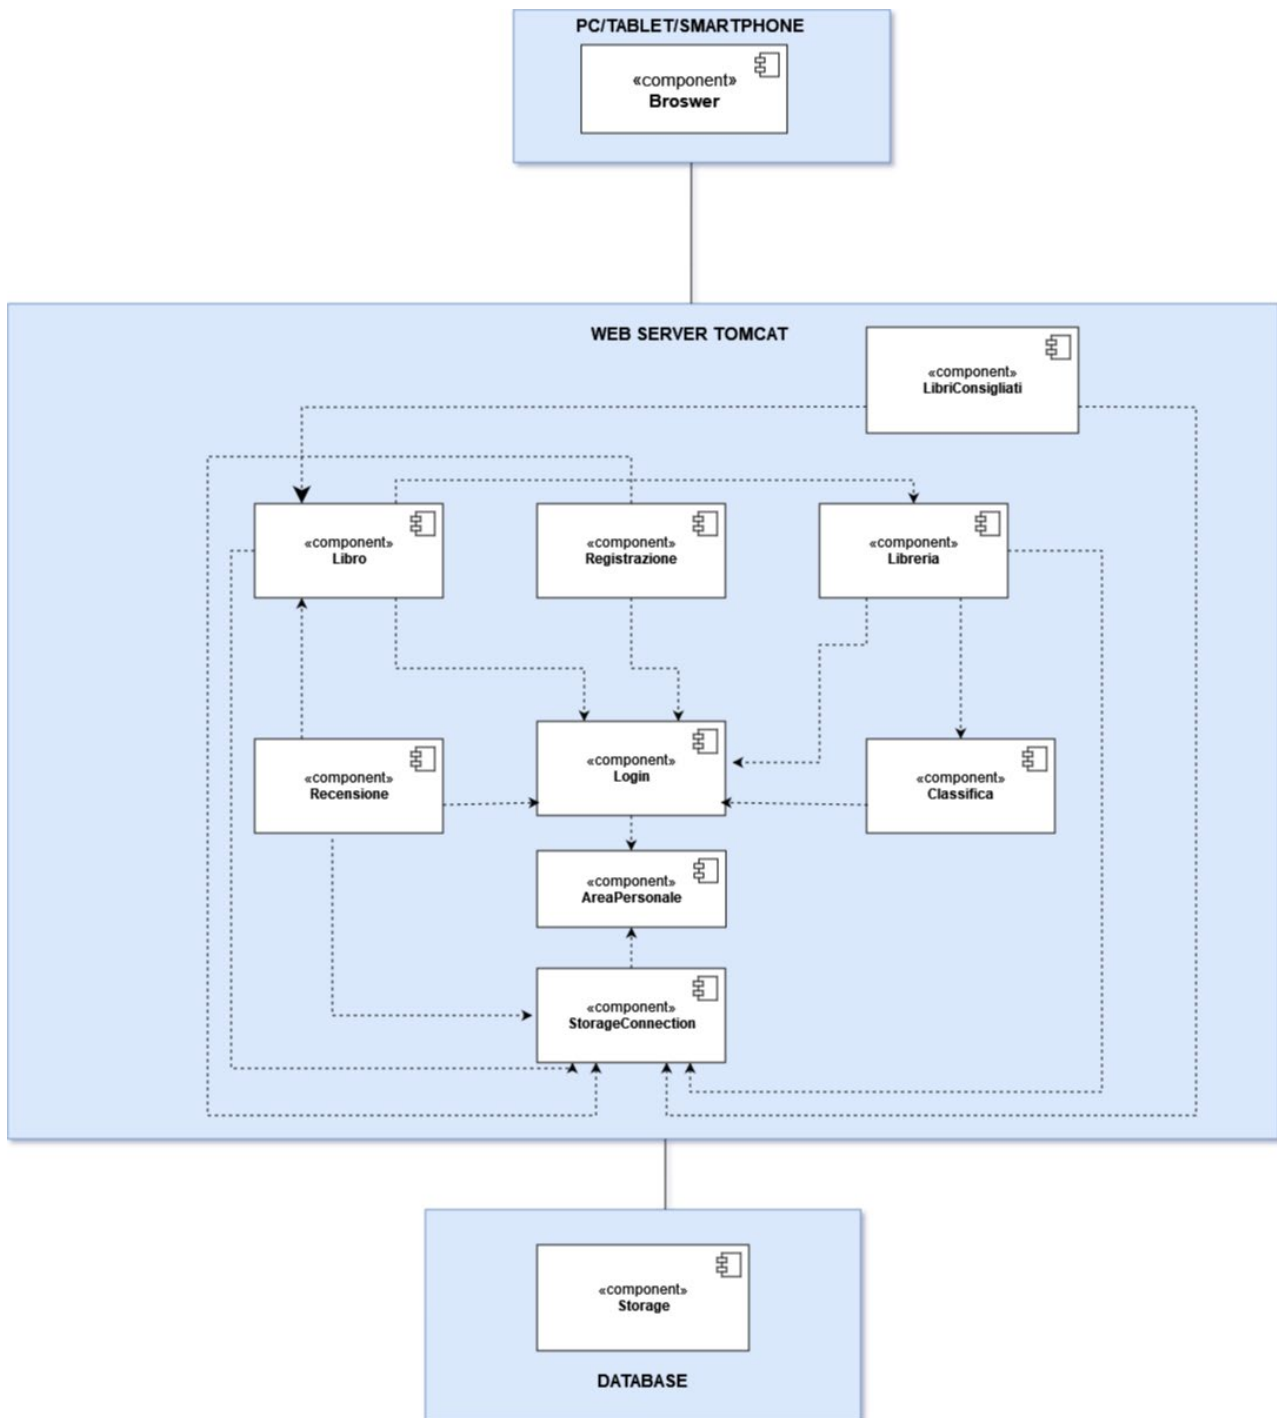 PC/TABLET/SMARTPHONE
«component»
Broswer
WEB SERVER TOMCAT
«component»
LibriConsigliati
«component»
Libro
«component»
Registrazione
«component»
Libreria
«component»
Recensione
«component»
Login
«component»
Classifica
«component»
AreaPersonale
«component»
StorageConnection
«component»
Storage
DATABASE